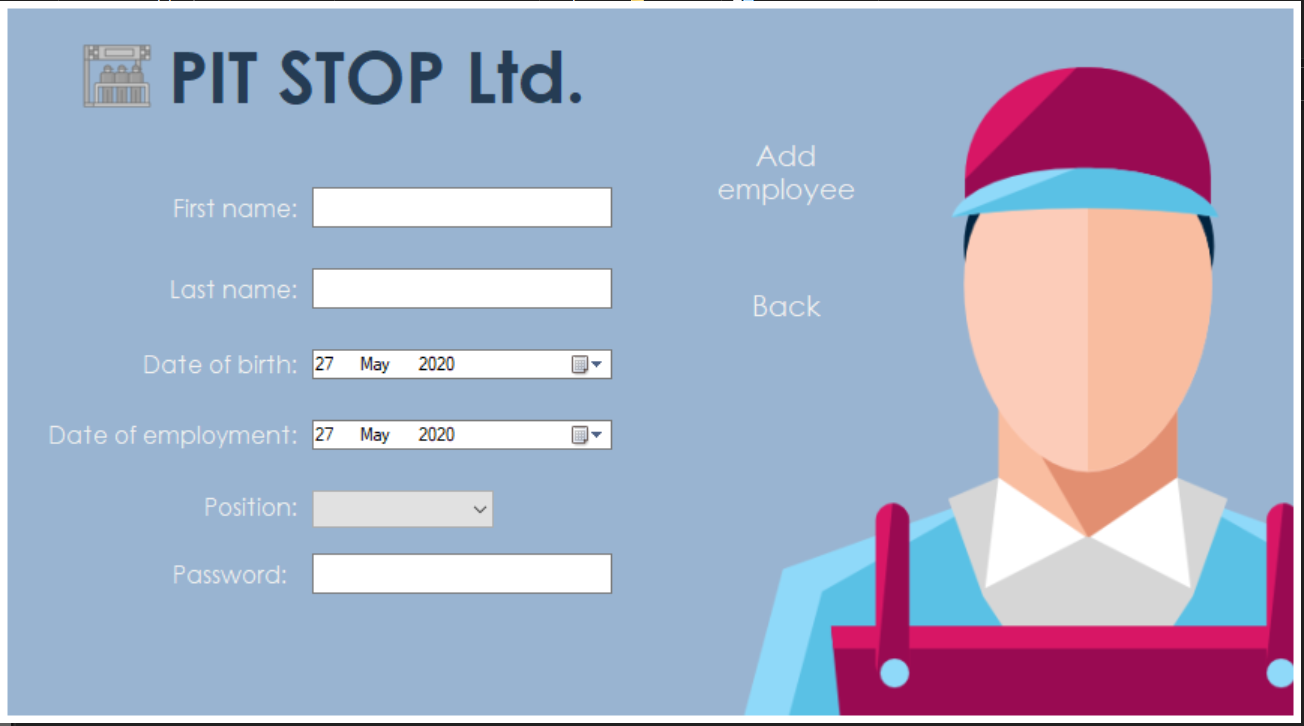 PIT STOP Ltd.
Add
employee
First name:
Last name:
Back
Date of birth: 27 May 2020
Date of employment: 27 May 2020
Position:
Password: